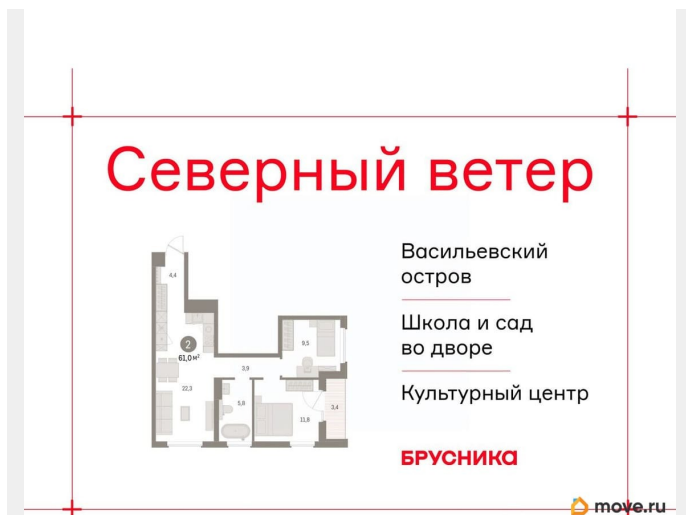 Северный ветер
Васильевский
остров
Школа и сад
во дворе
Культурный центр
БРУСНИКА
4,4
2
61,0 м²
22,3
3,9
5,8
9,5
11,8
3,4
move.ru